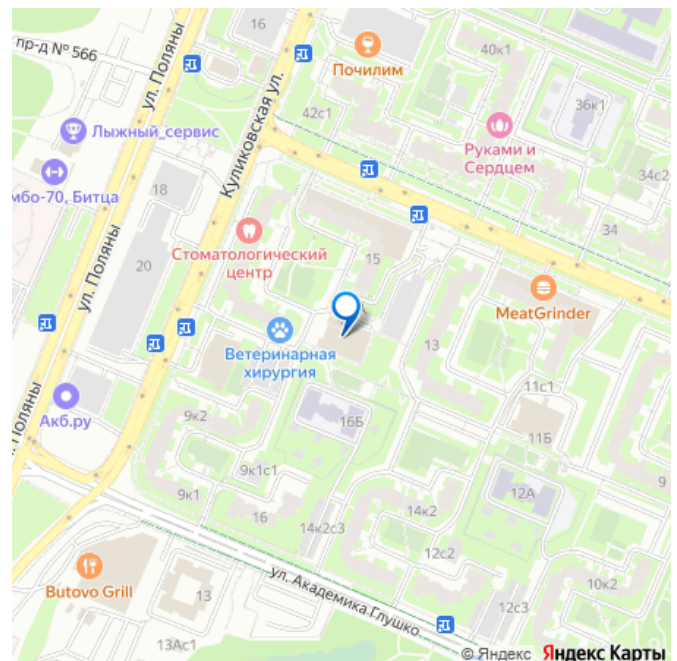 16
40к1
пр-д № 566
ул. Поляны
Почилим
36к1
Куликовская ул.
42с1
Лыжный_сервис
Руками и
Сердцем
34с2
мбо-70, Битца
18
34
Стоматологический
центр
15
20
ул. Поляны
MeatGrinder
Ветеринарная
хирургия
13
11с1
Поляны
Акб.ру
9к2
16Б
11Б
9к1с1
9к1
16
12А
9
14к2с3
14к2
12с2
10к2
Butovo Grill
13
ул. Академика Глушко
12с3
13Ас1
© Яндекс Яндекс Карты